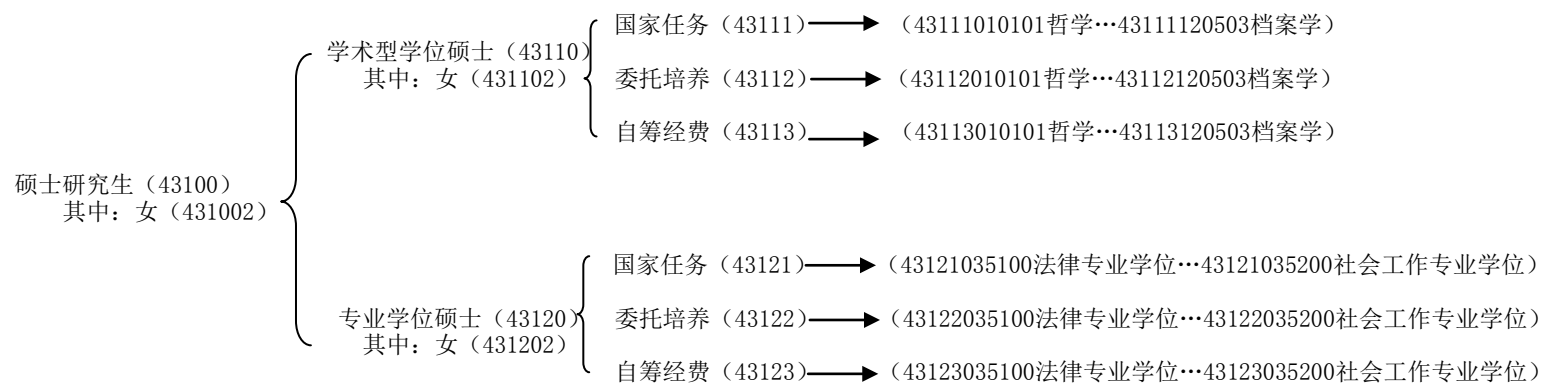 国家任务（43111） （43111010101哲学…43111120503档案学）
学术型学位硕士（43110）
其中：女（431102）
委托培养（43112） （43112010101哲学…43112120503档案学）
自筹经费（43113） （43113010101哲学…43113120503档案学）
硕士研究生（43100）
其中：女（431002）
国家任务（43121） （43121035100法律专业学位…43121035200社会工作专业学位）
专业学位硕士（43120）
其中：女（431202）
委托培养（43122） （43122035100法律专业学位…43122035200社会工作专业学位）
自筹经费（43123） （43123035100法律专业学位…43123035200社会工作专业学位）